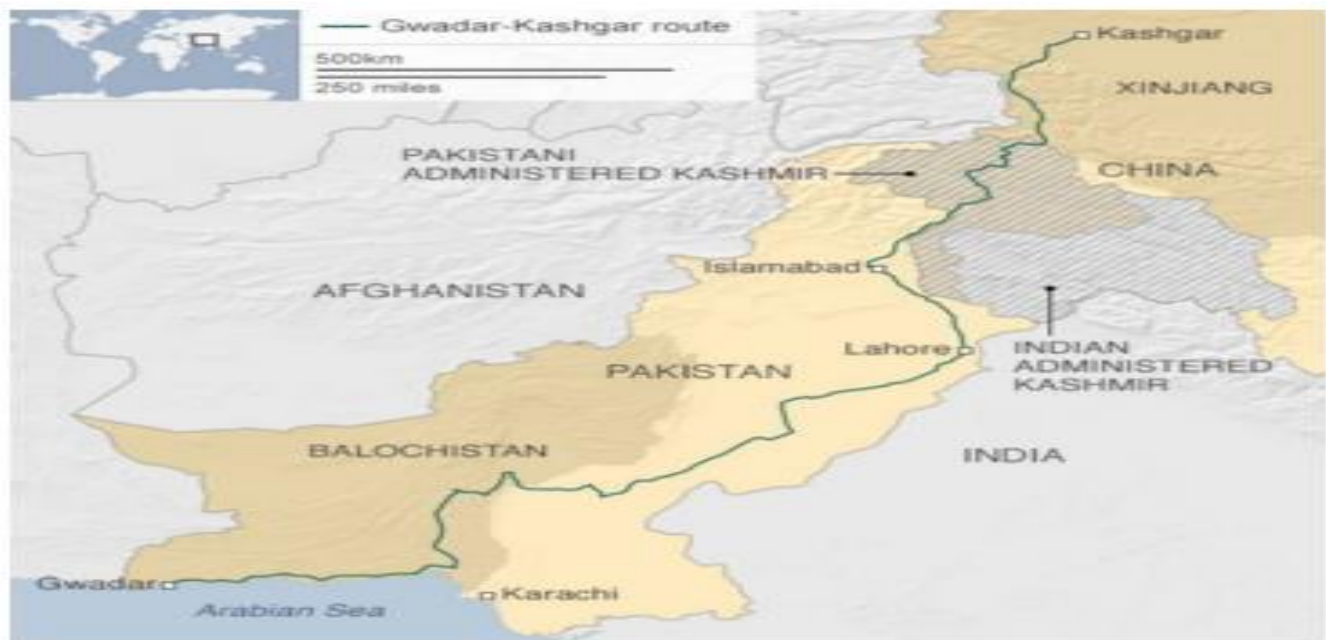 Gwadar-Kashgar route
500km
250 miles
Kashgar
XINJIANG
CHINA
PAKISTANI
ADMINISTERED KASHMIR
Islamabad
AFGHANISTAN
Lahore
INDIAN
ADMINISTERED
KASHMIR
PAKISTAN
BALOCHISTAN
INDIA
Gwadar
Karachi
Arabian Sea